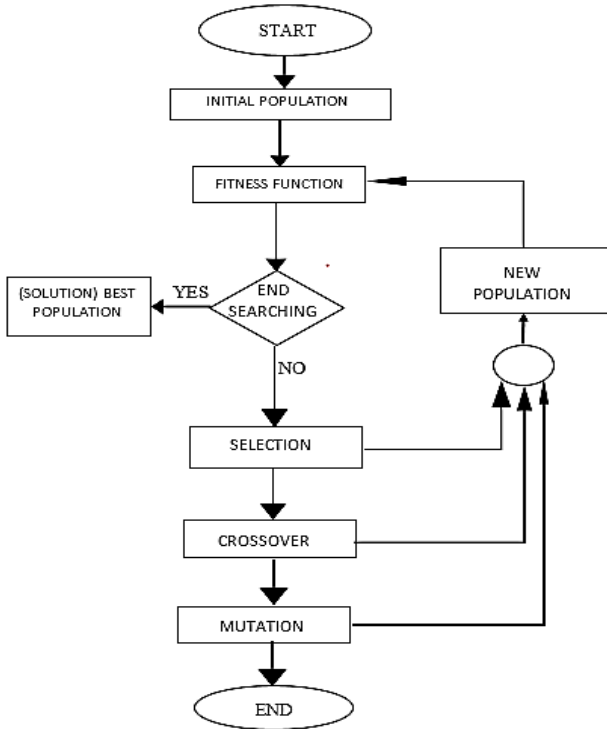 START
INITIAL POPULATION
FITNESS FUNCTION
END
SEARCHING
YES
(SOLUTION) BEST
POPULATION
NEW
POPULATION
NO
SELECTION
CROSSOVER
MUTATION
END